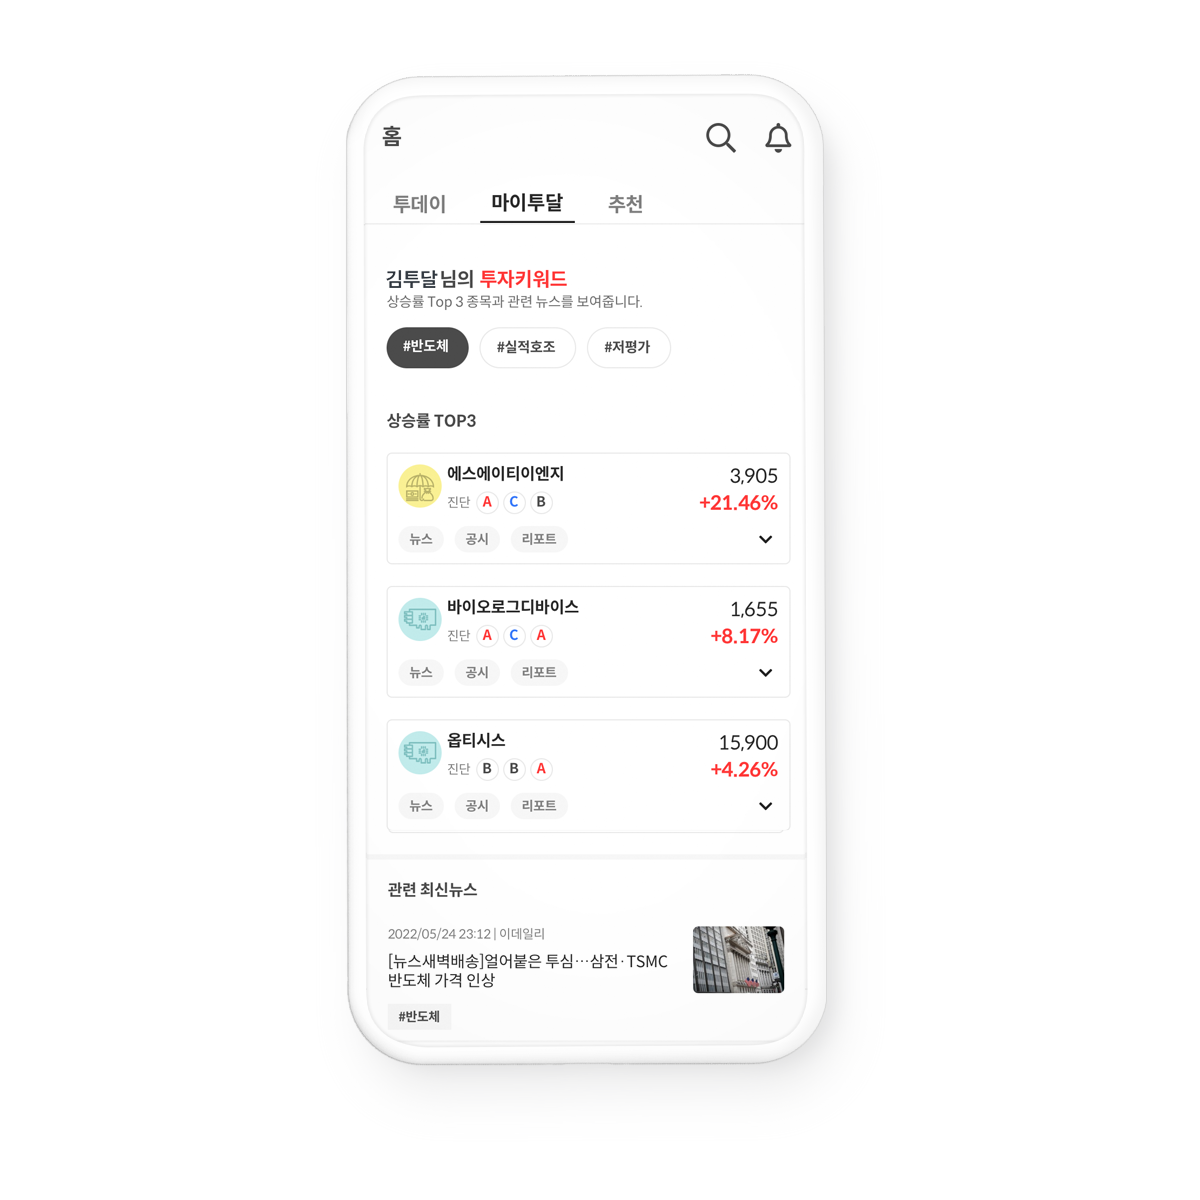 홈
투데이 마이투달 추천
김투달님의 투자키워드
상승률 Top 3 종목과 관련 뉴스를 보여줍니다.
#반도체 #실적호조 #저평가
상승률 TOP3
에스에이티이엔지 3,905
진단 A C B +21.46%
뉴스 공시 리포트
바이오로그디바이스 1,655
진단 A C A +8.17%
뉴스 공시 리포트
옵티시스 15,900
진단 B B A +4.26%
뉴스 공시 리포트
관련 최신뉴스
2022/05/24 23:12 | 이데일리
[뉴스새벽배송]얼어붙은 투심…삼전·TSMC
반도체 가격 인상
#반도체